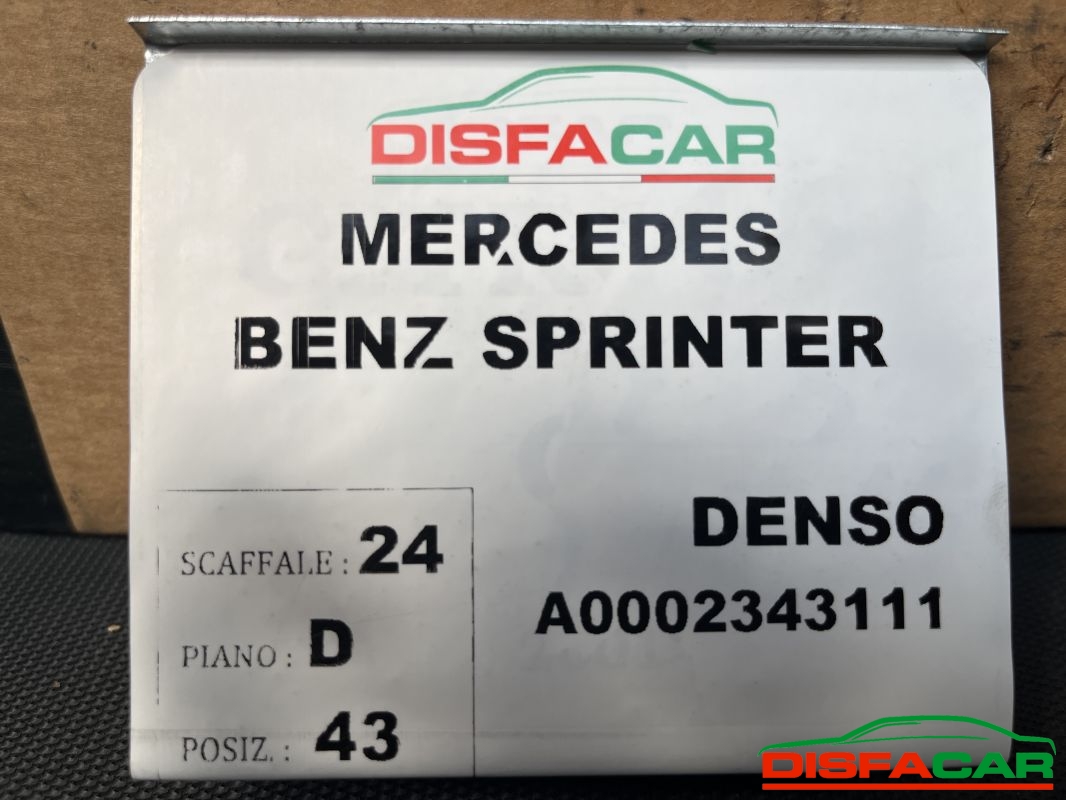 DISFACAR
MERCEDES
BENZ SPRINTER
SCAFFALE : 24
PIANO : D
POSIZ. : 43
DENSO
A0002343111
DISFACAR